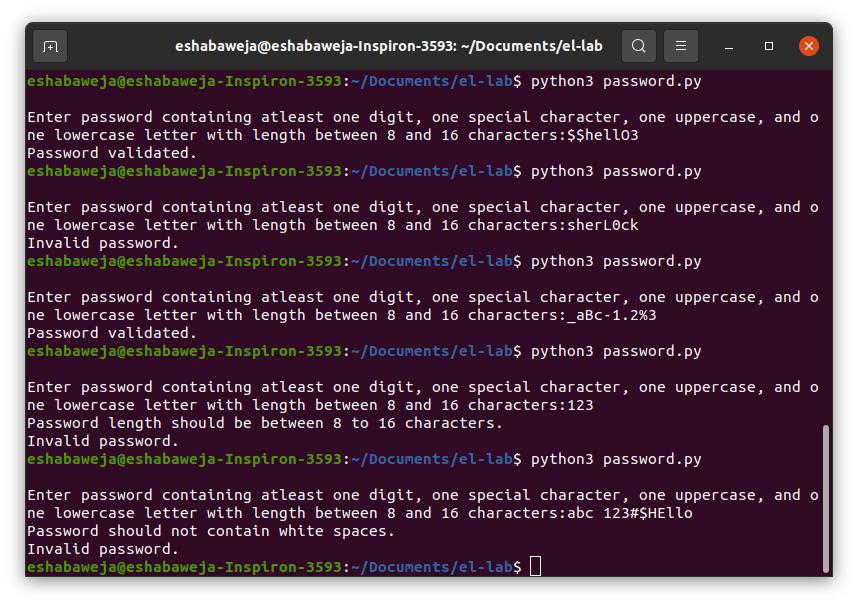 eshabaweja@eshabaweja-Inspiron-3593: ~/Documents/el-lab
eshabaweja@eshabaweja-Inspiron-3593:~/Documents/el-lab$ python3 password.py
Enter password containing atleast one digit, one special character, one uppercase, and o
ne lowercase letter with length between 8 and 16 characters:$$hellO3
Password validated.
eshabaweja@eshabaweja-Inspiron-3593:~/Documents/el-lab$ python3 password.py
Enter password containing atleast one digit, one special character, one uppercase, and o
ne lowercase letter with length between 8 and 16 characters:sherL0ck
Invalid password.
eshabaweja@eshabaweja-Inspiron-3593:~/Documents/el-lab$ python3 password.py
Enter password containing atleast one digit, one special character, one uppercase, and o
ne lowercase letter with length between 8 and 16 characters:_aBc-1.2%3
Password validated.
eshabaweja@eshabaweja-Inspiron-3593:~/Documents/el-lab$ python3 password.py
Enter password containing atleast one digit, one special character, one uppercase, and o
ne lowercase letter with length between 8 and 16 characters:123
Password length should be between 8 to 16 characters.
Invalid password.
eshabaweja@eshabaweja-Inspiron-3593:~/Documents/el-lab$ python3 password.py
Enter password containing atleast one digit, one special character, one uppercase, and o
ne lowercase letter with length between 8 and 16 characters:abc 123#$HEllo
Password should not contain white spaces.
Invalid password.
eshabaweja@eshabaweja-Inspiron-3593:~/Documents/el-lab$